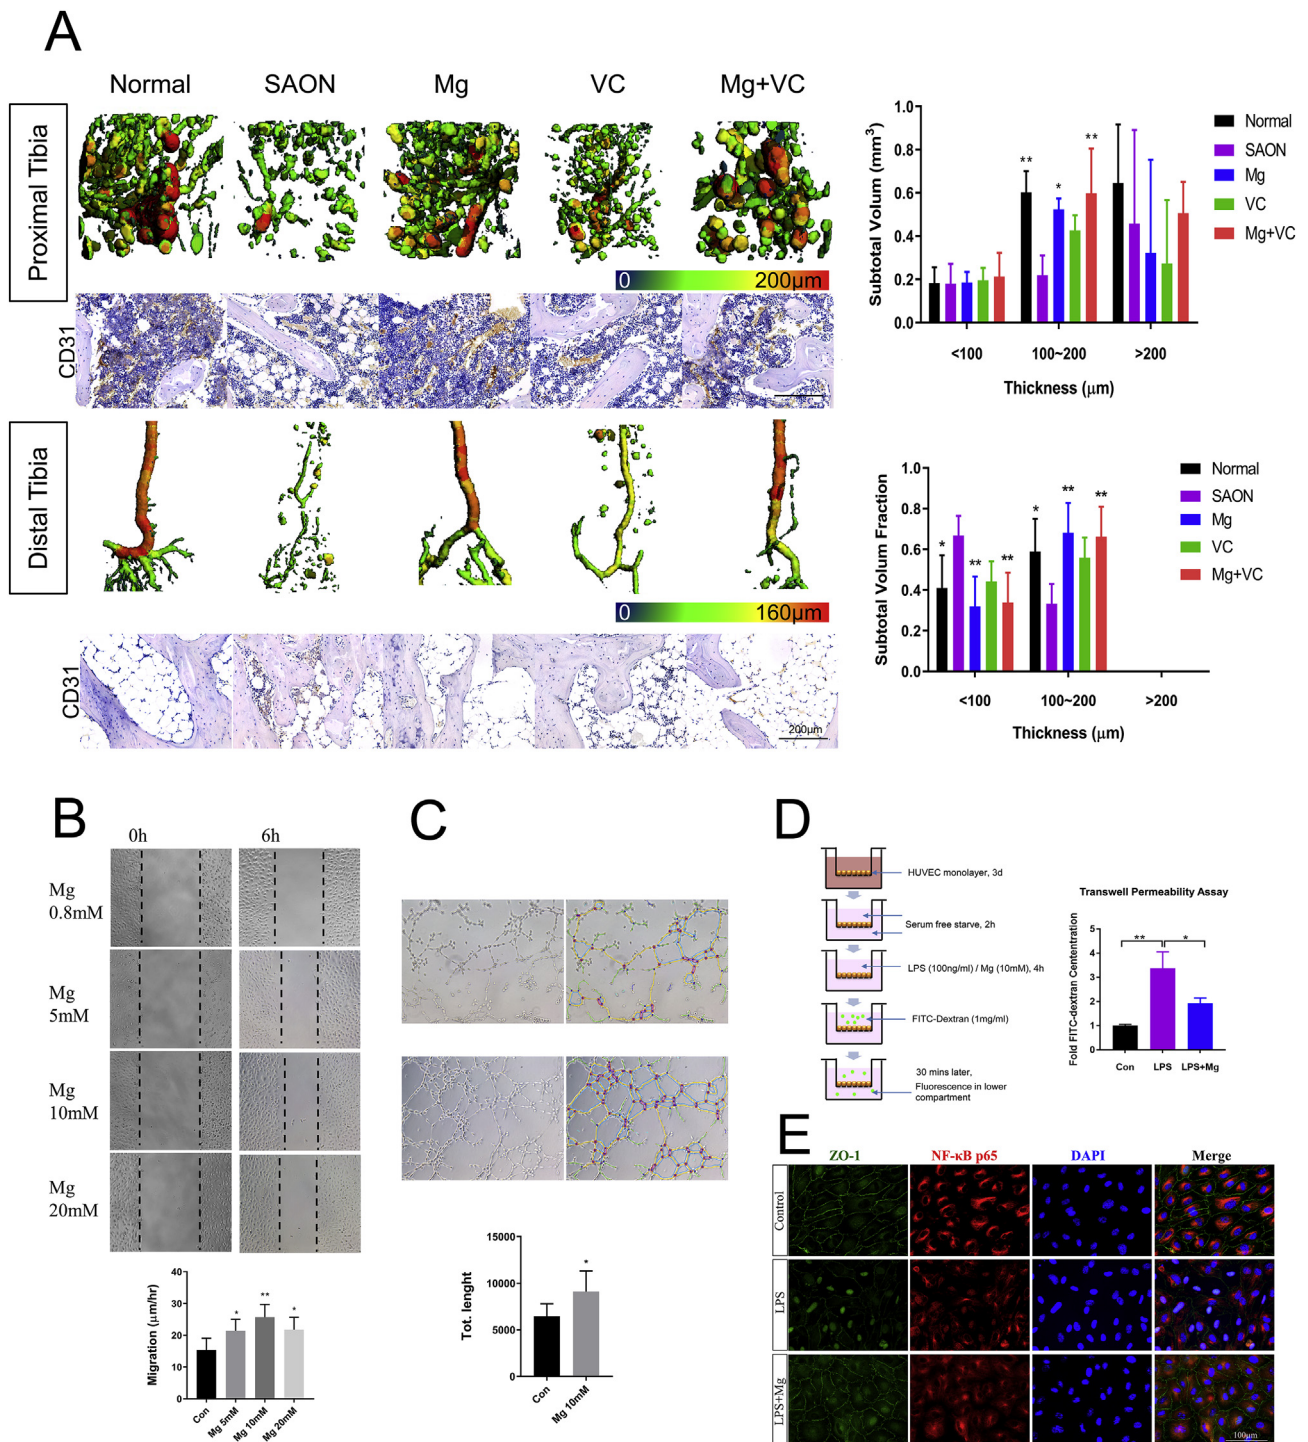 A
Normal
SAON
Mg
VC
Mg+VC
Proximal Tibia
0
200μm
CD31
Distal Tibia
0
160μm
CD31
200μm
Subtotal Volume (mm³)
1.0
0.8
0.6
0.4
0.2
0.0
**
*
**
<100
100~200
>200
Thickness (μm)
Normal
SAON
Mg
VC
Mg+VC
Subtotal Volume Fraction
1.0
0.8
0.6
0.4
0.2
0.0
*
**
**
*
**
**
<100
100~200
>200
Thickness (μm)
Normal
SAON
Mg
VC
Mg+VC
B
0h
6h
Mg
0.8mM
Mg
5mM
Mg
10mM
Mg
20mM
Migration (μm/hr)
40
30
20
10
0
*
**
*
Con
Mg 5mM
Mg 10mM
Mg 20mM
C
Tot. lenght
15000
10000
5000
0
*
Con
Mg 10mM
D
HUVEC monolayer, 3d
Serum free starve, 2h
LPS (100ng/ml) / Mg (10mM), 4h
FITC-Dextran (1mg/ml)
30 mins later,
Fluorescence in lower
compartment
Transwell Permeability Assay
Fold FITC-dextran Cententration
5
4
3
2
1
0
**
*
Con
LPS
LPS+Mg
E
ZO-1
NF-κB p65
DAPI
Merge
Control
LPS
LPS+Mg
100μm